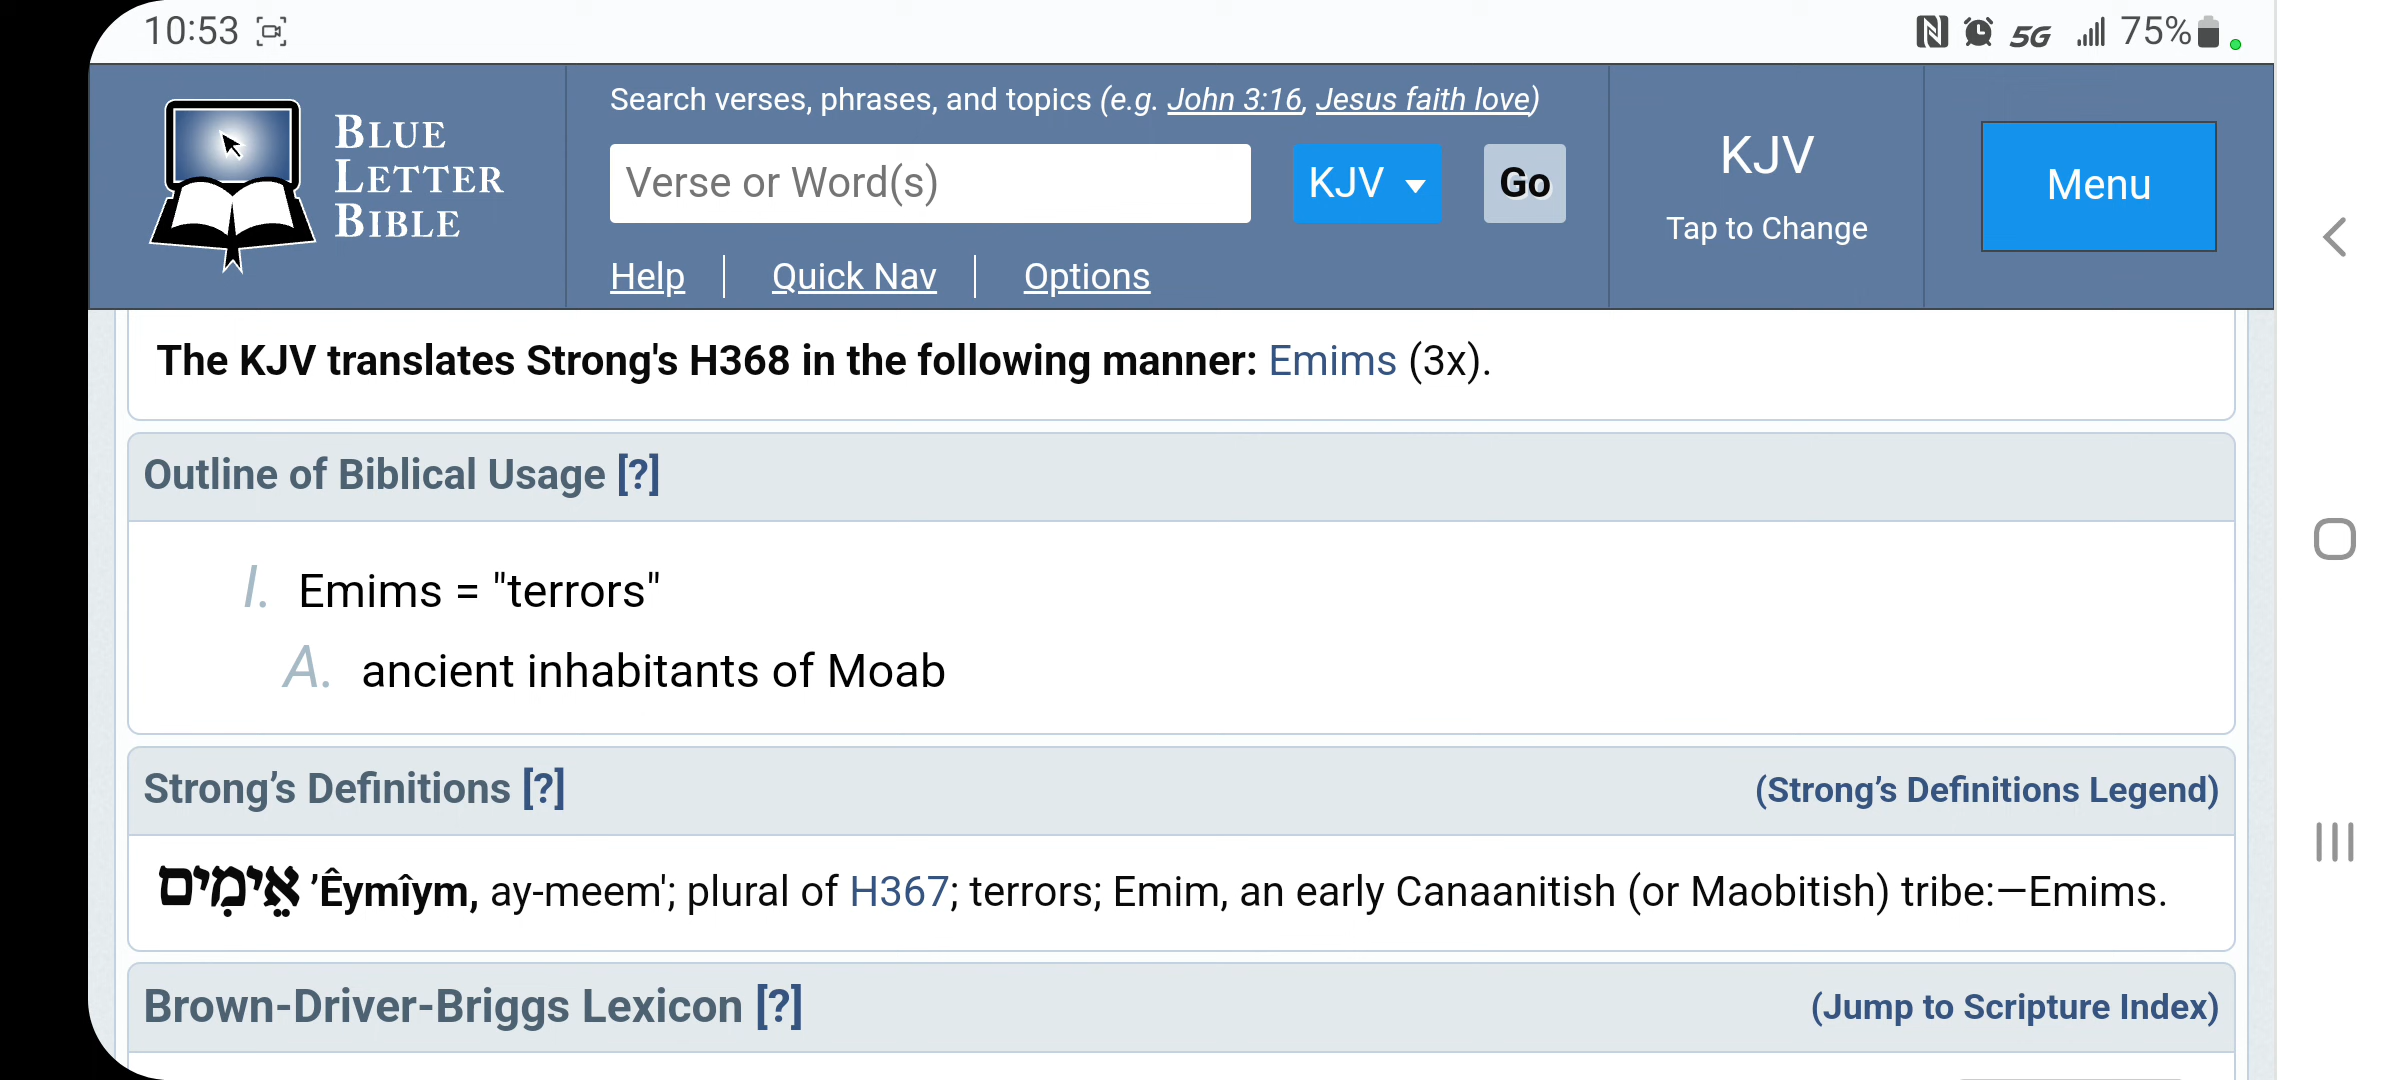 10:53
5G 75%
BLUE
LETTER
BIBLE
Search verses, phrases, and topics (e.g. John 3:16, Jesus faith love)
Verse or Word(s)
KJV
Go
Help
Quick Nav
Options
KJV
Tap to Change
Menu
The KJV translates Strong's H368 in the following manner: Emims (3x).
Outline of Biblical Usage [?]
I. Emims = "terrors"
A. ancient inhabitants of Moab
Strong’s Definitions [?]
(Strong’s Definitions Legend)
אֵימִים ʼÊymîym, ay-meem'; plural of H367; terrors; Emim, an early Canaanitish (or Maobitish) tribe:—Emims.
Brown-Driver-Briggs Lexicon [?]
(Jump to Scripture Index)